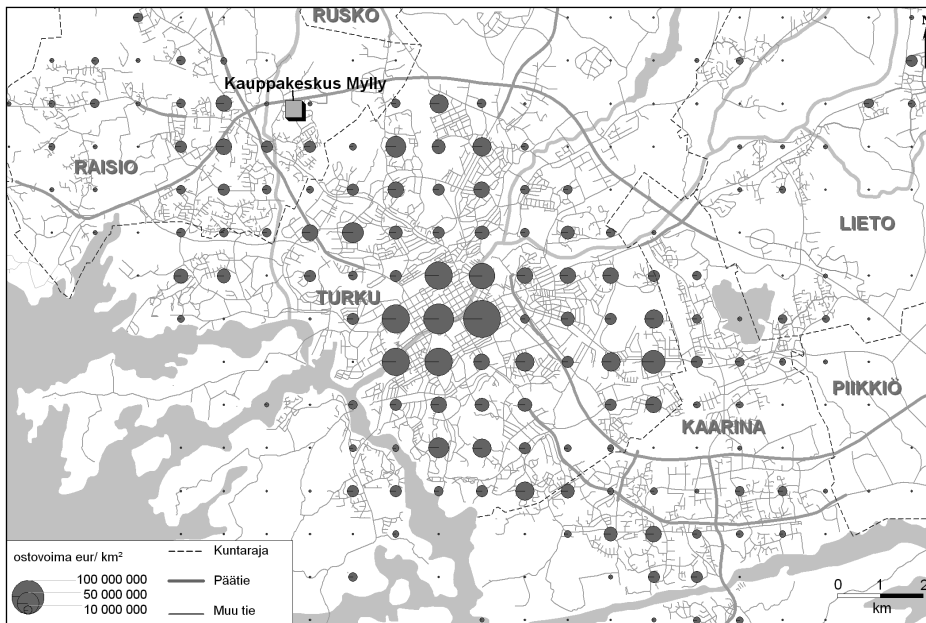 RUSKO
N
Kauppakeskus Mylly
RAISIO
LIETO
TURKU
PIIKKIÖ
KAARINA
ostovoima eur/ km²
100 000 000
50 000 000
10 000 000
Kuntaraja
Päätie
Muu tie
0 1 2
km